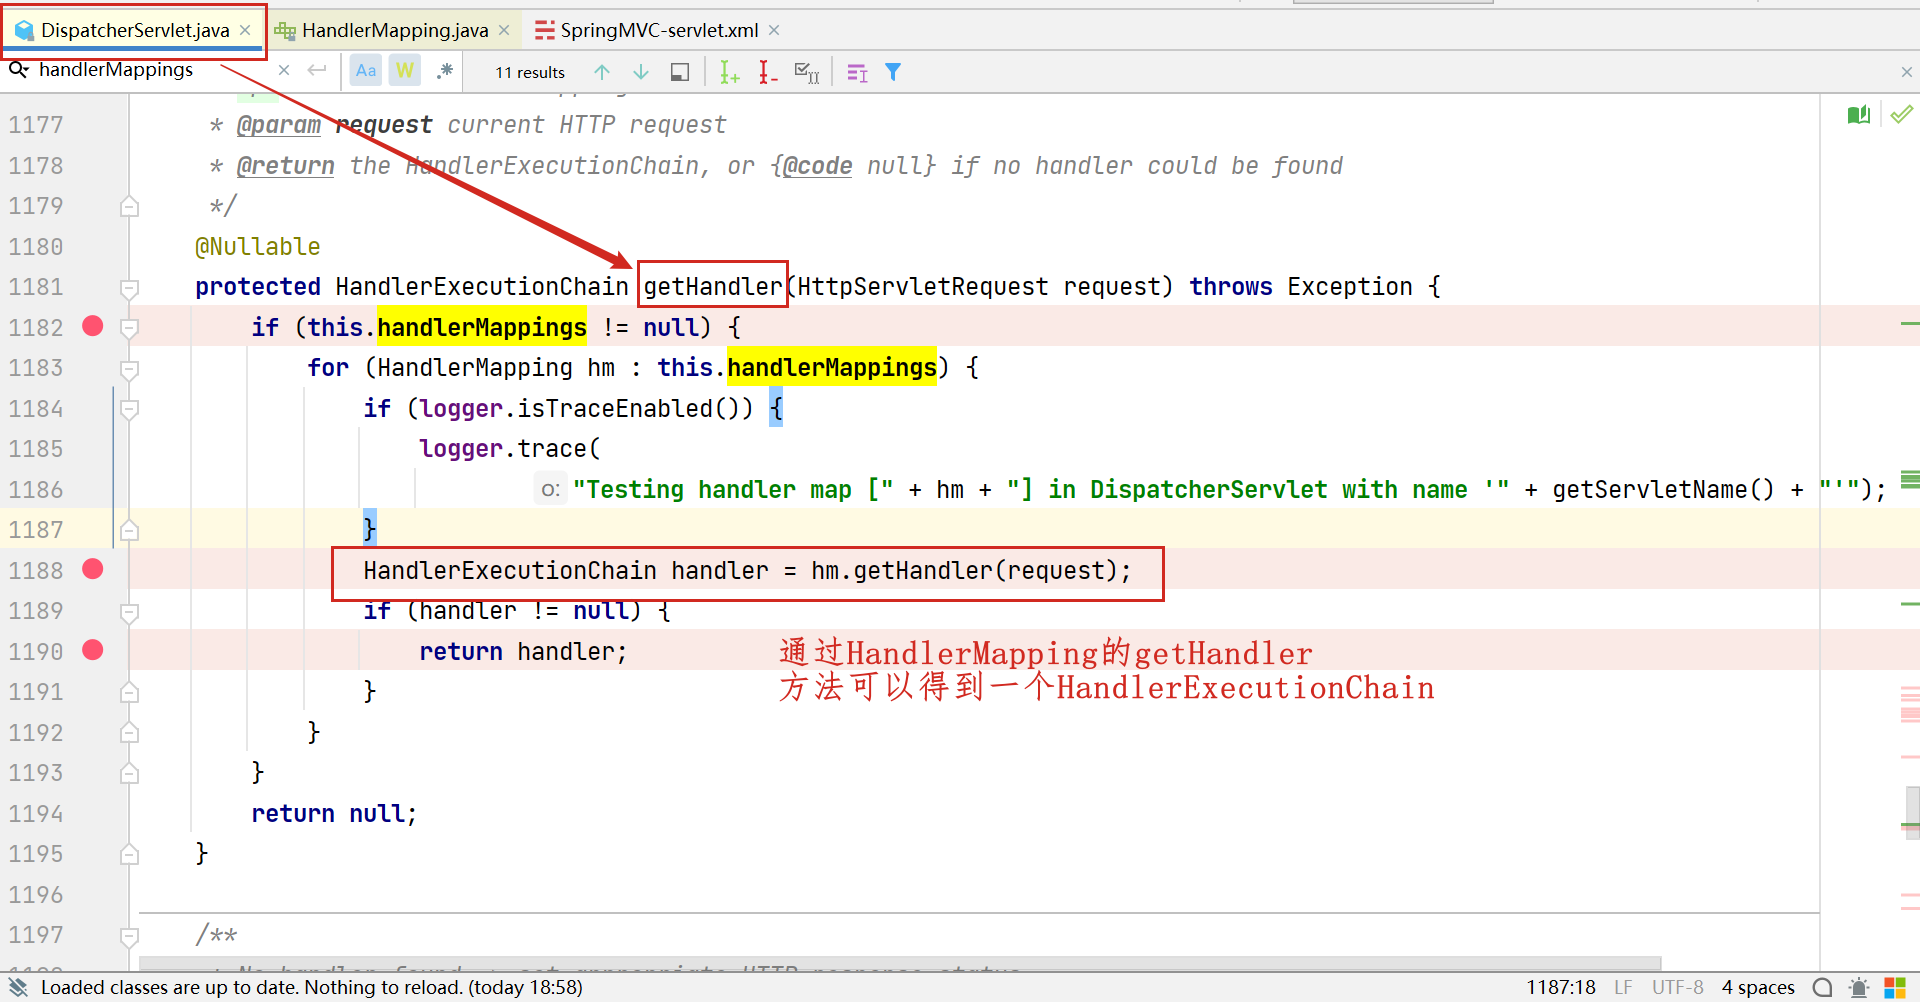 DispatcherServlet.java × HandlerMapping.java × SpringMVC-servlet.xml ×
handlerMappings × Aa W .* 11 results ×
1177 * @param request current HTTP request
1178 * @return the HandlerExecutionChain, or {@code null} if no handler could be found
1179 */
1180 @Nullable
1181 protected HandlerExecutionChain getHandler(HttpServletRequest request) throws Exception {
1182 if (this.handlerMappings != null) {
1183 for (HandlerMapping hm : this.handlerMappings) {
1184 if (logger.isTraceEnabled()) {
1185 logger.trace(
1186 o: "Testing handler map [" + hm + "] in DispatcherServlet with name '" + getServletName() + "'");
1187 }
1188 HandlerExecutionChain handler = hm.getHandler(request);
1189 if (handler != null) {
1190 return handler; 通过HandlerMapping的getHandler
方法可以得到一个HandlerExecutionChain
1191 }
1192 }
1193 }
1194 return null;
1195 }
1196
1197 /**
Loaded classes are up to date. Nothing to reload. (today 18:58) 1187:18 LF UTF-8 4 spaces